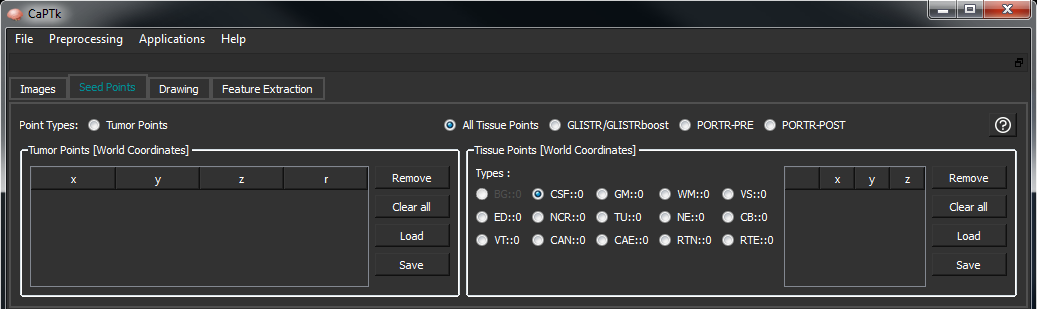 CaPTk
File Preprocessing Applications Help
Images Seed Points Drawing Feature Extraction
Point Types: Tumor Points All Tissue Points GLISTR/GLISTRboost PORTR-PRE PORTR-POST
Tumor Points [World Coordinates]
x y z r
Remove
Clear all
Load
Save
Tissue Points [World Coordinates]
Types :
BG::0 CSF::0 GM::0 WM::0 VS::0
ED::0 NCR::0 TU::0 NE::0 CB::0
VT::0 CAN::0 CAE::0 RTN::0 RTE::0
x y z
Remove
Clear all
Load
Save